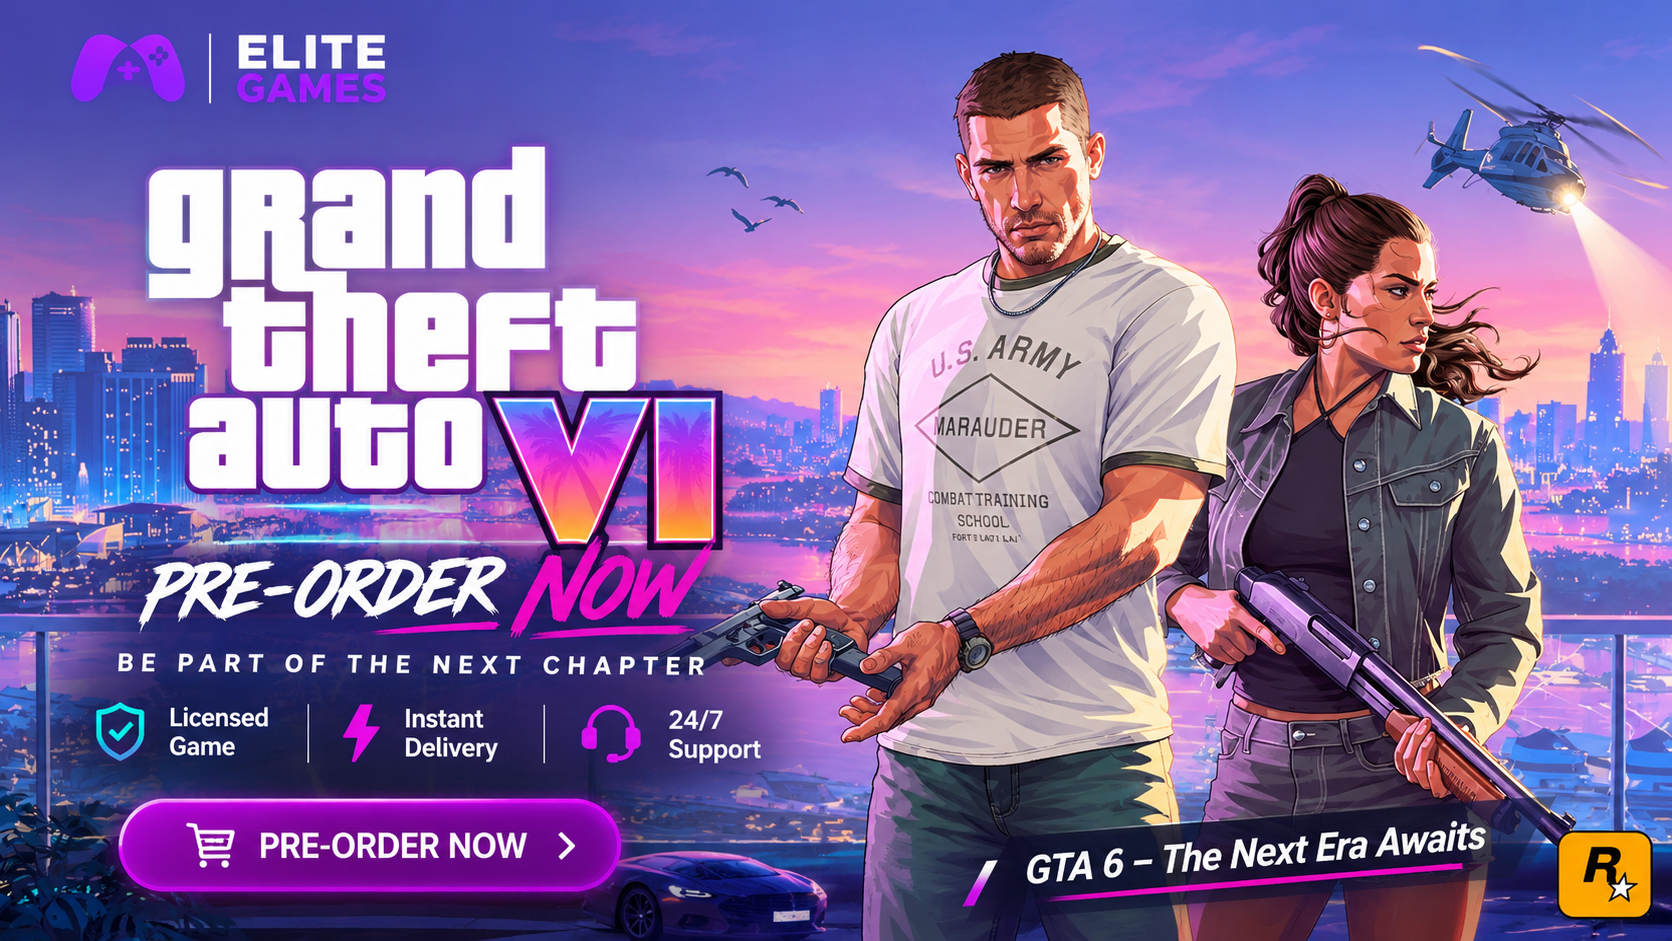 ELITE
GAMES
grand
theft
auto VI
PRE-ORDER NOW
BE PART OF THE NEXT CHAPTER
Licensed
Game
Instant
Delivery
24/7
Support
PRE-ORDER NOW
U.S. ARMY
MARAUDER
COMBAT TRAINING
SCHOOL
GTA 6 – The Next Era Awaits
R